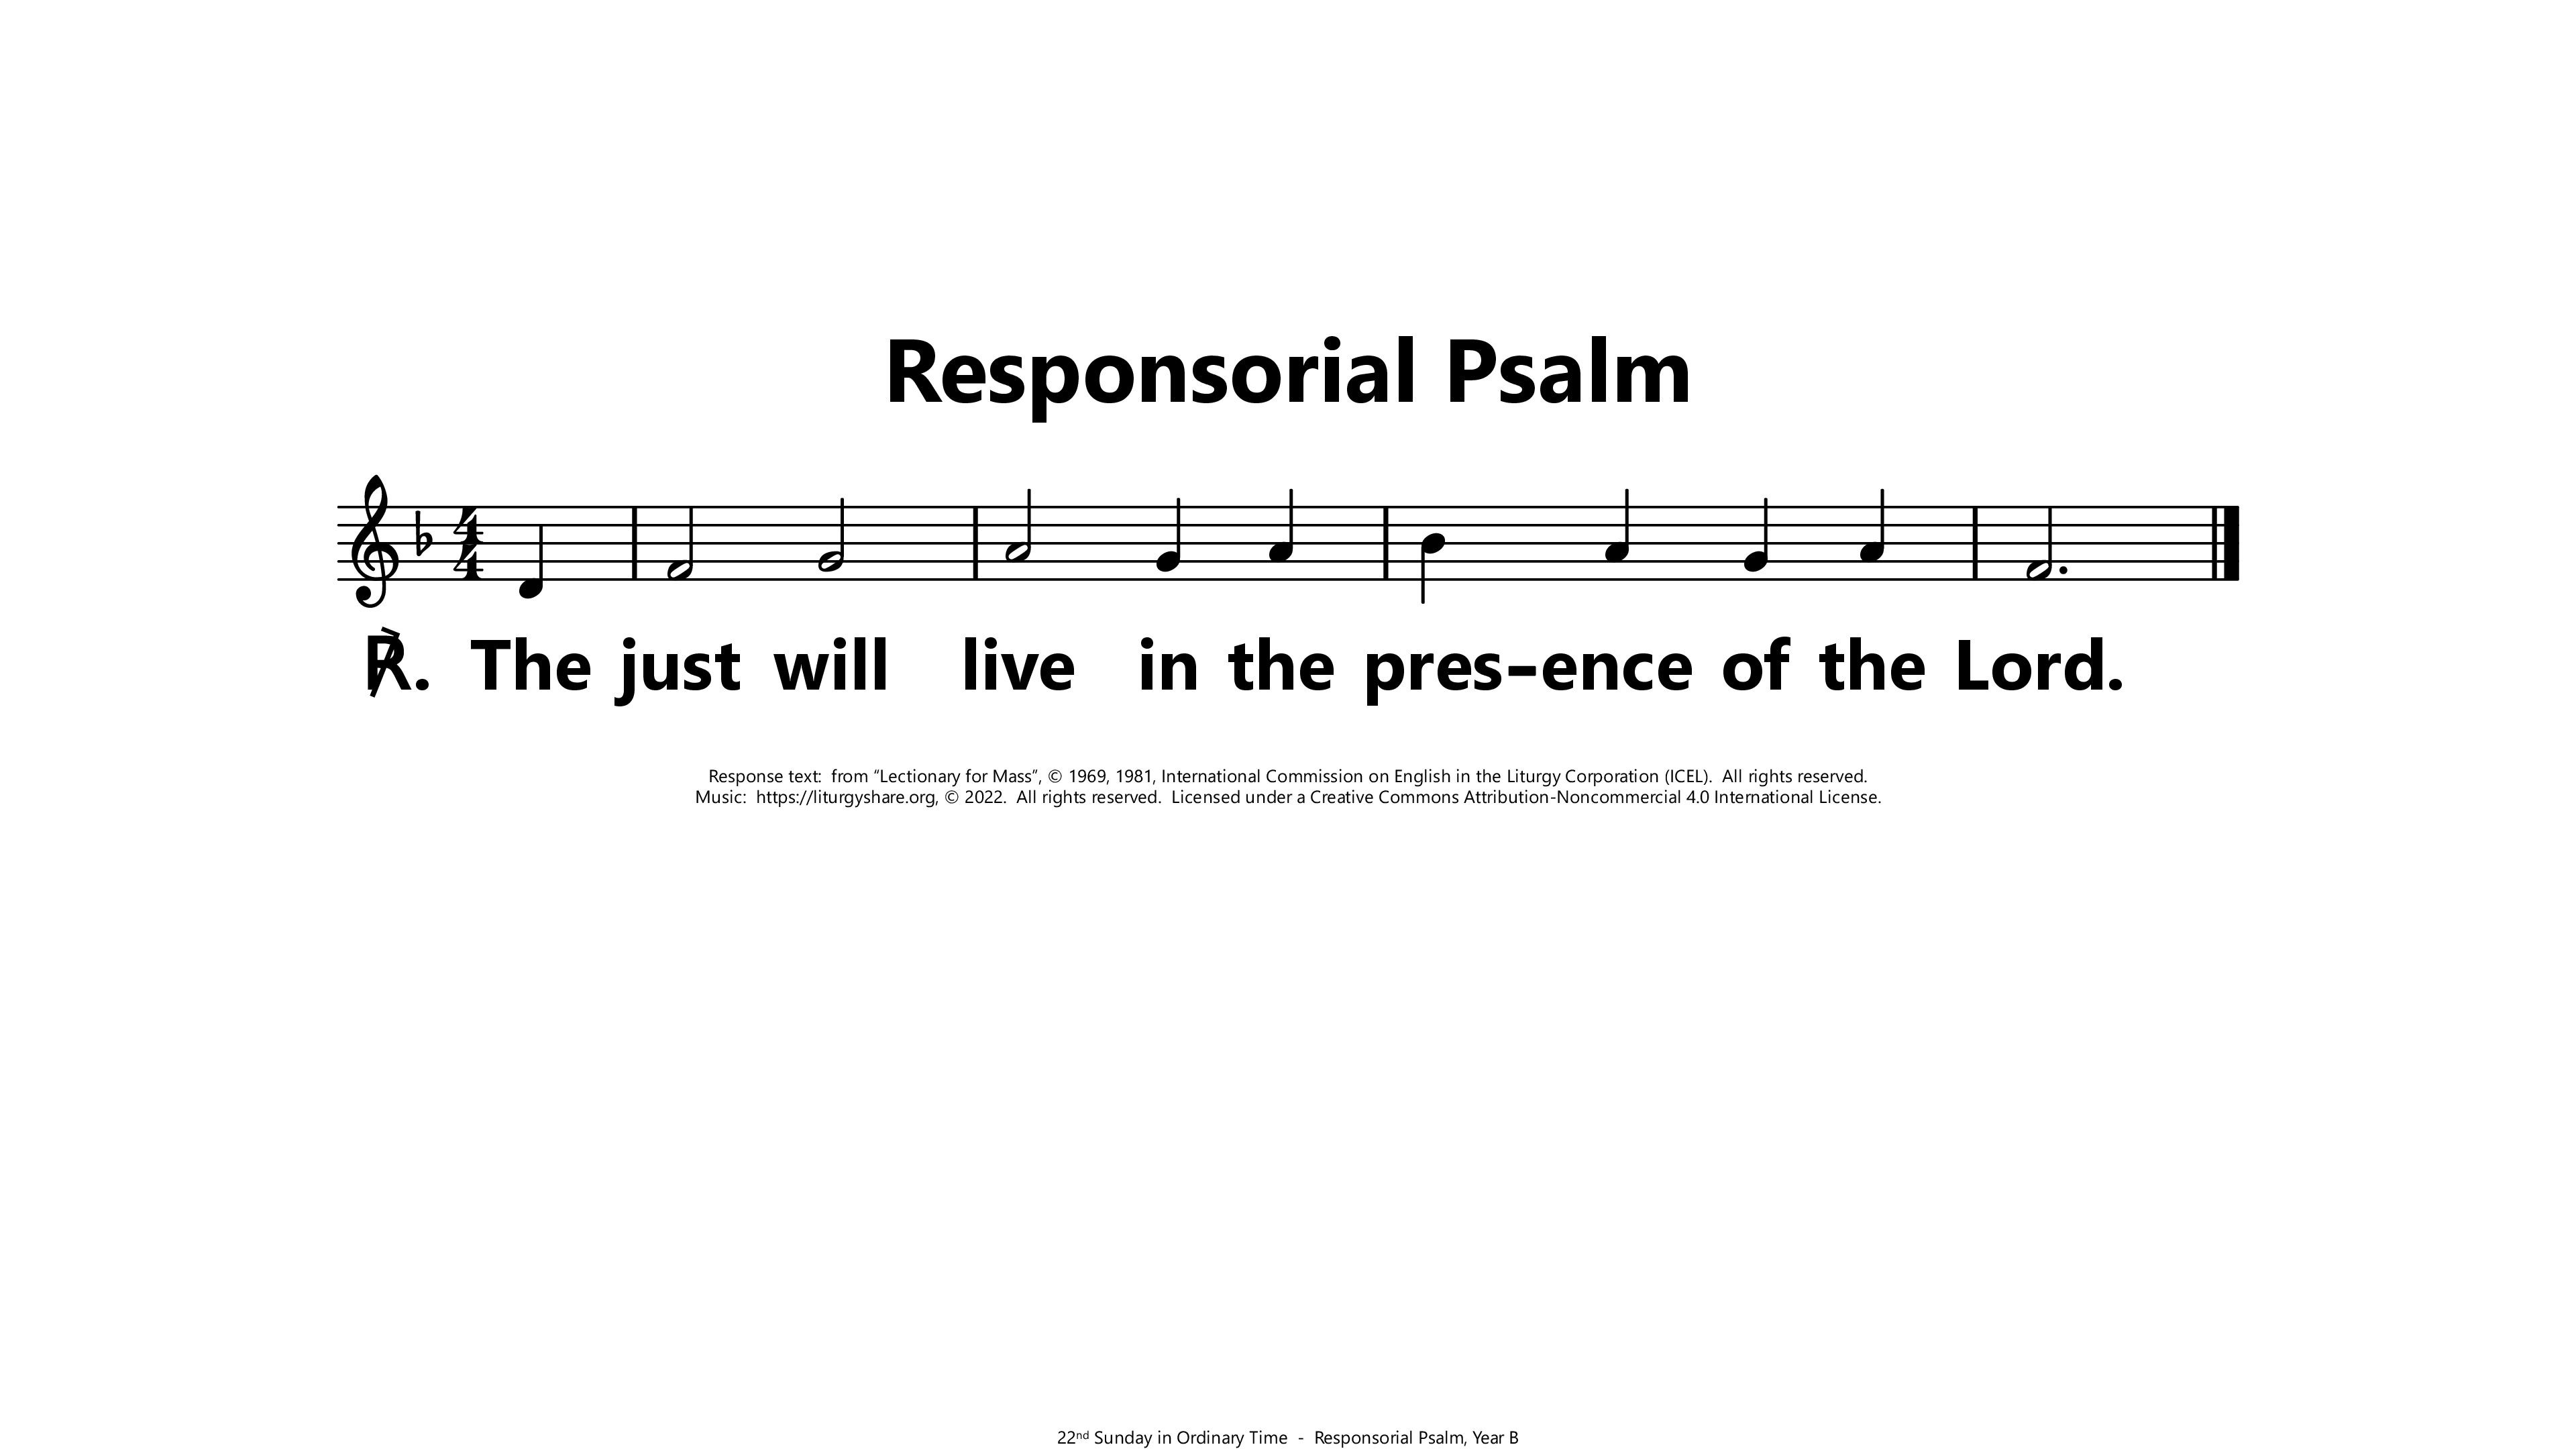 Responsorial Psalm
℟. The just will live in the pres-ence of the Lord.
Response text:  from “Lectionary for Mass”, © 1969, 1981, International Commission on English in the Liturgy Corporation (ICEL).  All rights reserved.
Music:  https://liturgyshare.org, © 2022.  All rights reserved.  Licensed under a Creative Commons Attribution-Noncommercial 4.0 International License.
22nd Sunday in Ordinary Time  -  Responsorial Psalm, Year B